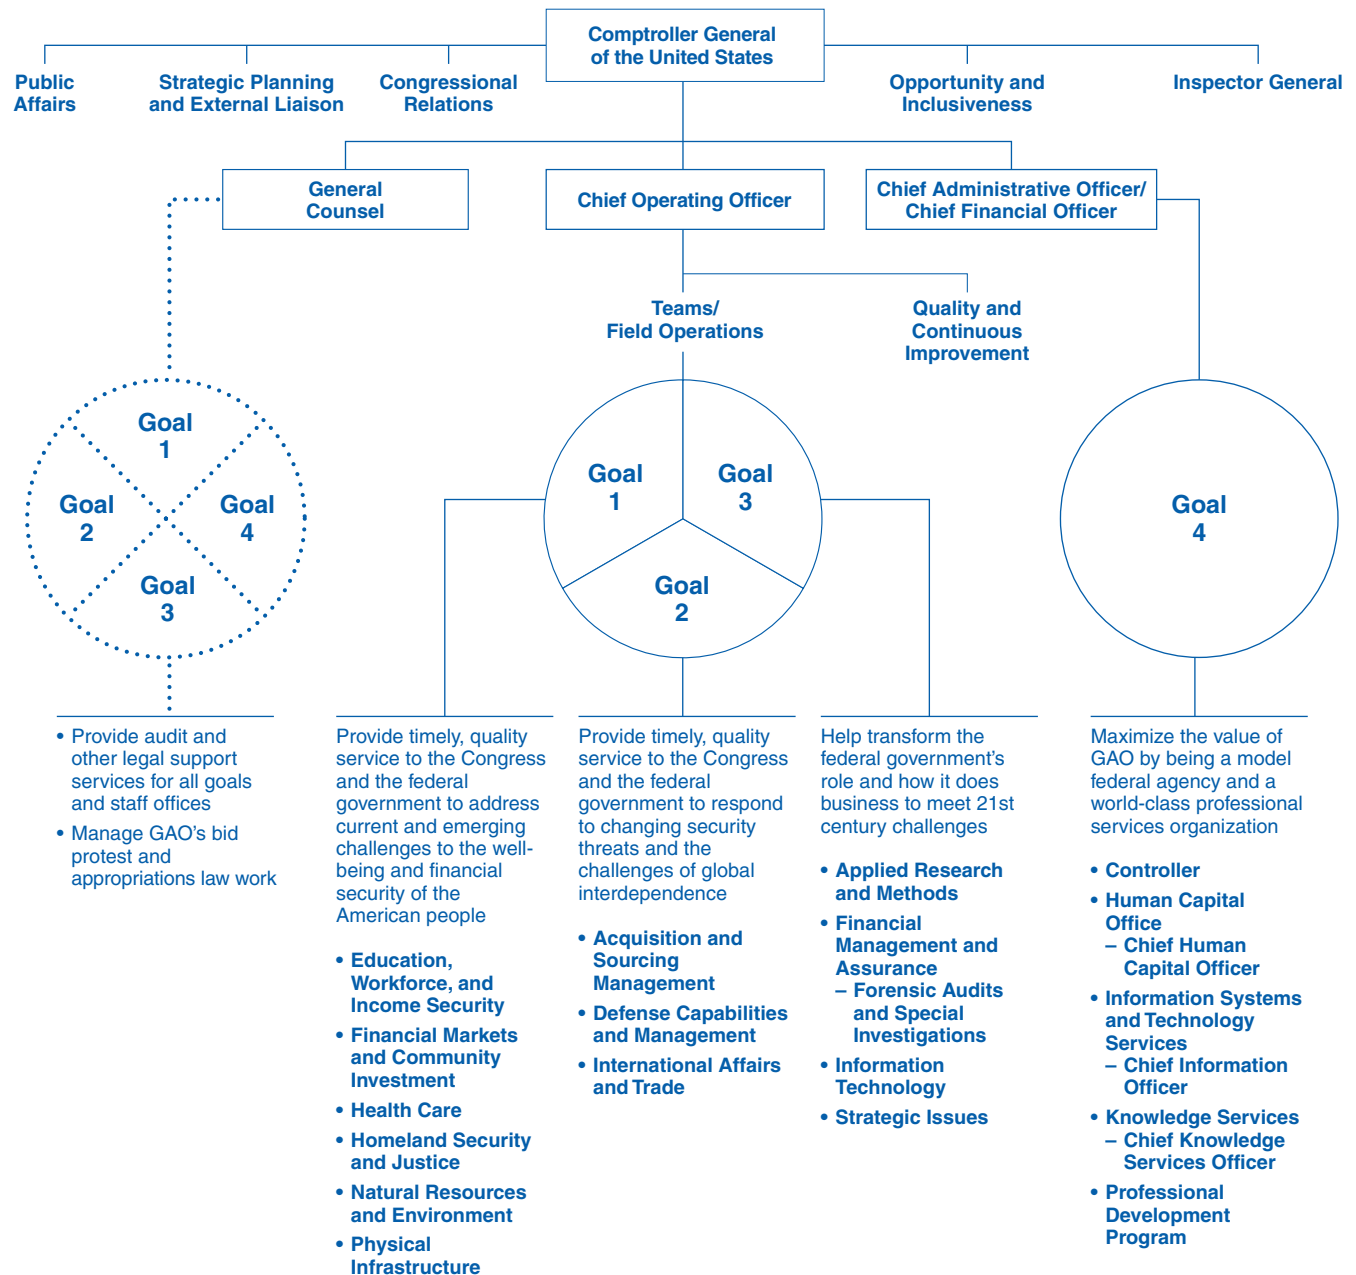 Comptroller General
of the United States
Public
Affairs
Strategic Planning
and External Liaison
Congressional
Relations
Opportunity and
Inclusiveness
Inspector General
General
Counsel
Chief Operating Officer
Chief Administrative Officer/
Chief Financial Officer
Teams/
Field Operations
Quality and
Continuous
Improvement
Goal
1
Goal
2
Goal
4
Goal
3
Goal
1
Goal
3
Goal
2
Goal
4
• Provide audit and
other legal support
services for all goals
and staff offices
• Manage GAO’s bid
protest and
appropriations law work
Provide timely, quality
service to the Congress
and the federal
government to address
current and emerging
challenges to the well-
being and financial
security of the
American people
• Education,
Workforce, and
Income Security
• Financial Markets
and Community
Investment
• Health Care
• Homeland Security
and Justice
• Natural Resources
and Environment
• Physical
Infrastructure
Provide timely, quality
service to the Congress
and the federal
government to respond
to changing security
threats and the
challenges of global
interdependence
• Acquisition and
Sourcing
Management
• Defense Capabilities
and Management
• International Affairs
and Trade
Help transform the
federal government’s
role and how it does
business to meet 21st
century challenges
• Applied Research
and Methods
• Financial
Management and
Assurance
– Forensic Audits
and Special
Investigations
• Information
Technology
• Strategic Issues
Maximize the value of
GAO by being a model
federal agency and a
world-class professional
services organization
• Controller
• Human Capital
Office
– Chief Human
Capital Officer
• Information Systems
and Technology
Services
– Chief Information
Officer
• Knowledge Services
– Chief Knowledge
Services Officer
• Professional
Development
Program